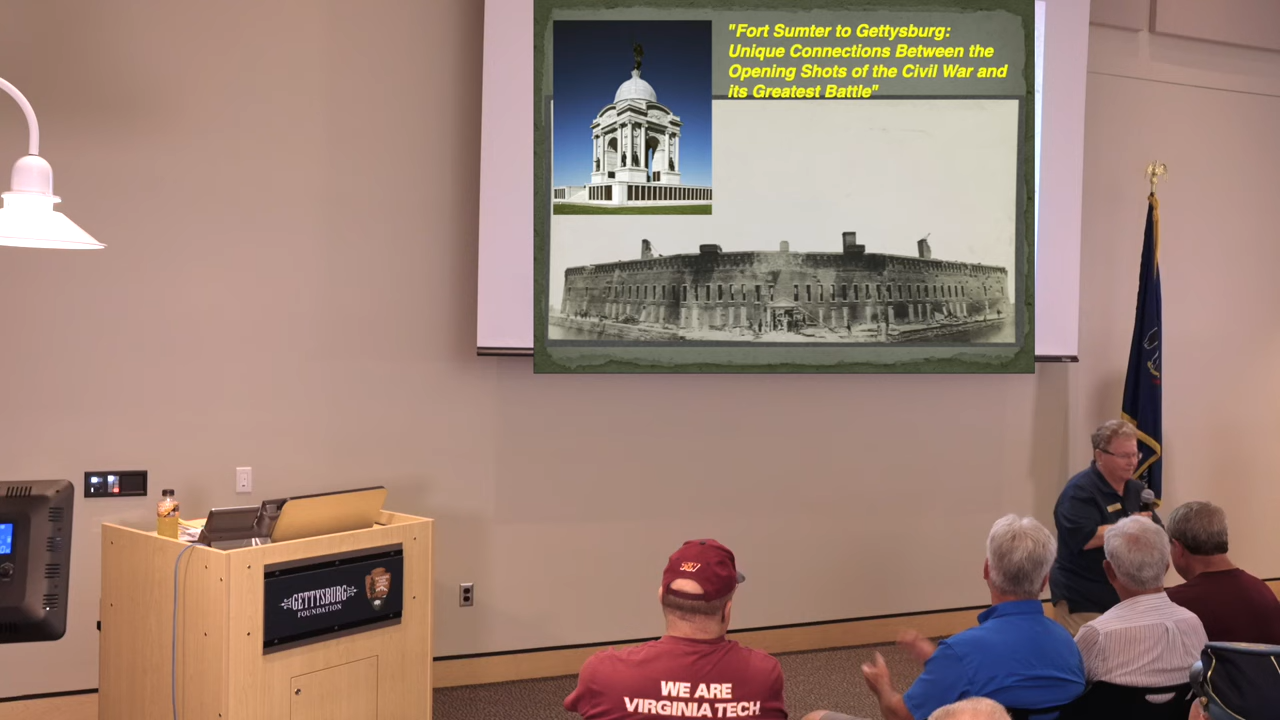 "Fort Sumter to Gettysburg:
Unique Connections Between the
Opening Shots of the Civil War and
its Greatest Battle"
GETTYSBURG
FOUNDATION
WE ARE
VIRGINIA TECH